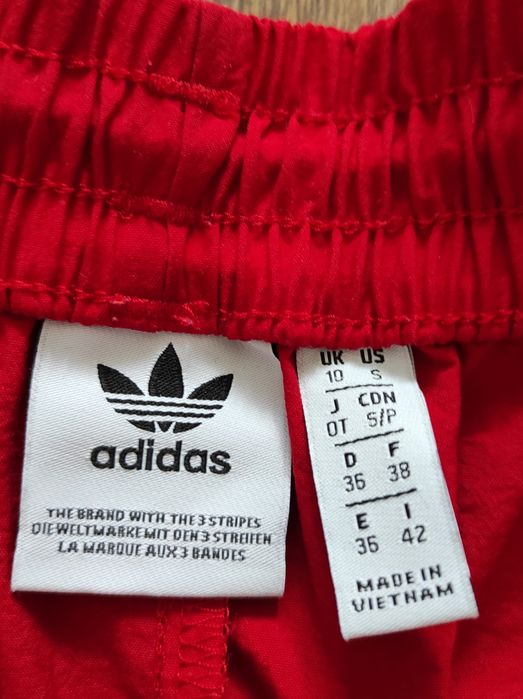 adidas
THE BRAND WITH THE 3 STRIPES
DIE WELTMARKE MIT DEN 3 STREIFEN
LA MARQUE AUX 3 BANDES
UK US
10 S
J CDN
OT S/P
D F
36 38
E I
36 42
MADE IN
VIETNAM